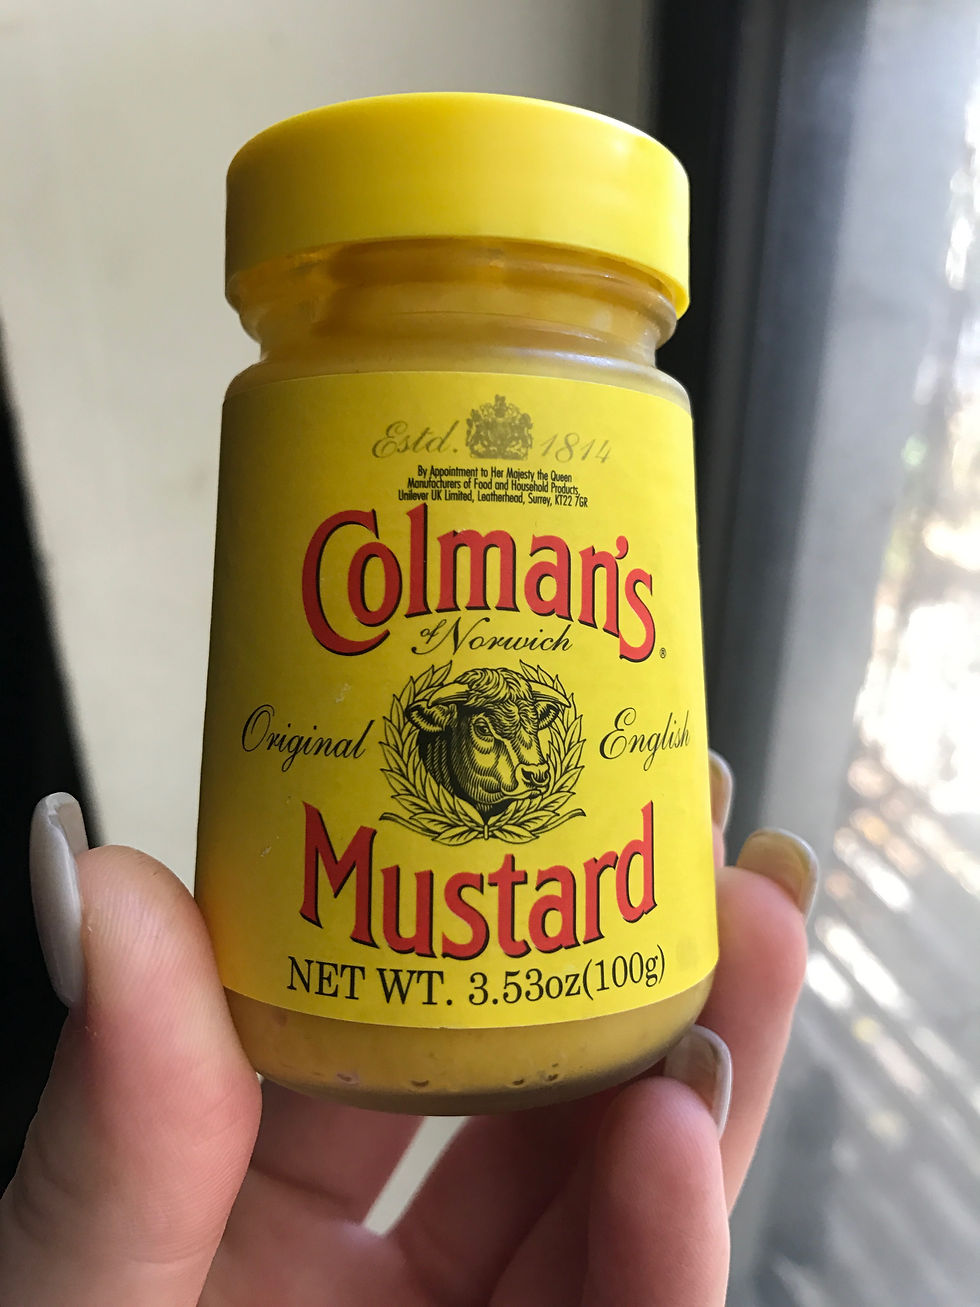 Estd. 1814
By Appointment to Her Majesty the Queen
Manufacturers of Food and Household Products,
Unilever UK Limited, Leatherhead, Surrey, KT22 7GR
Colman's®
of Norwich
Original English
Mustard
NET WT. 3.53oz(100g)